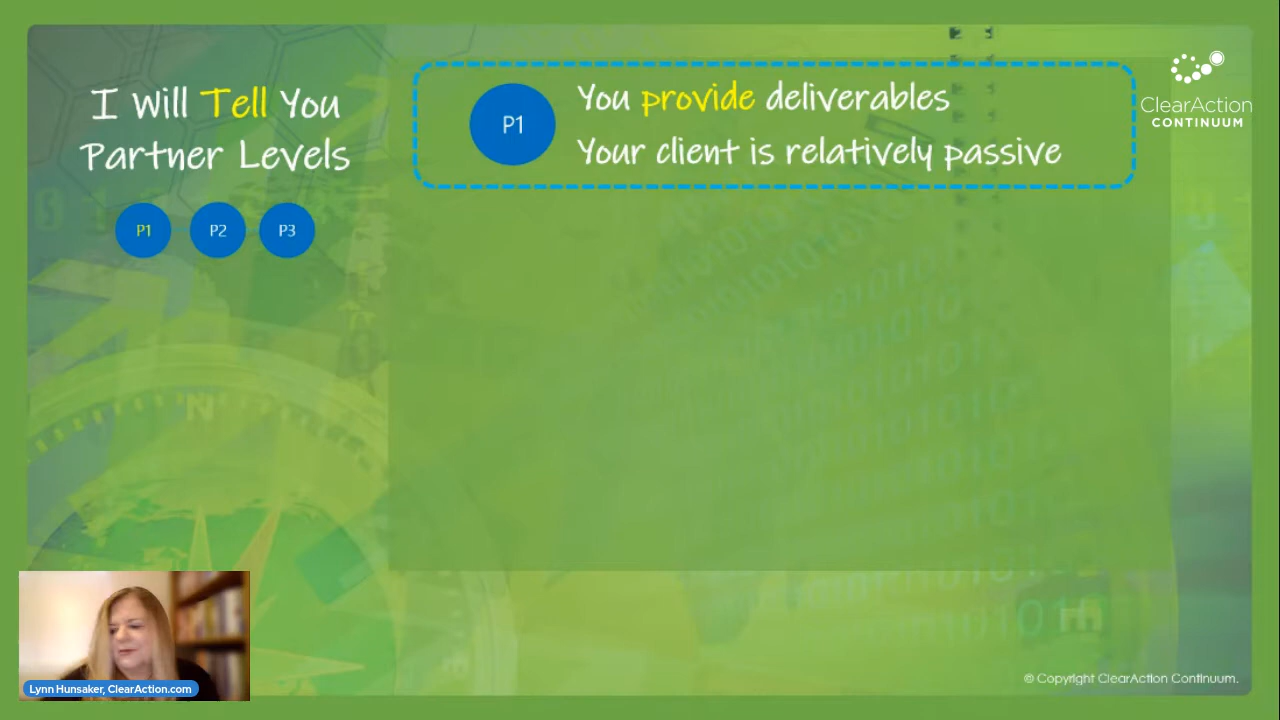 I Will Tell You
Partner Levels
P1 P2 P3
P1
You provide deliverables
Your client is relatively passive
ClearAction
CONTINUUM
N
Lynn Hunsaker, ClearAction.com
© Copyright ClearAction Continuum.